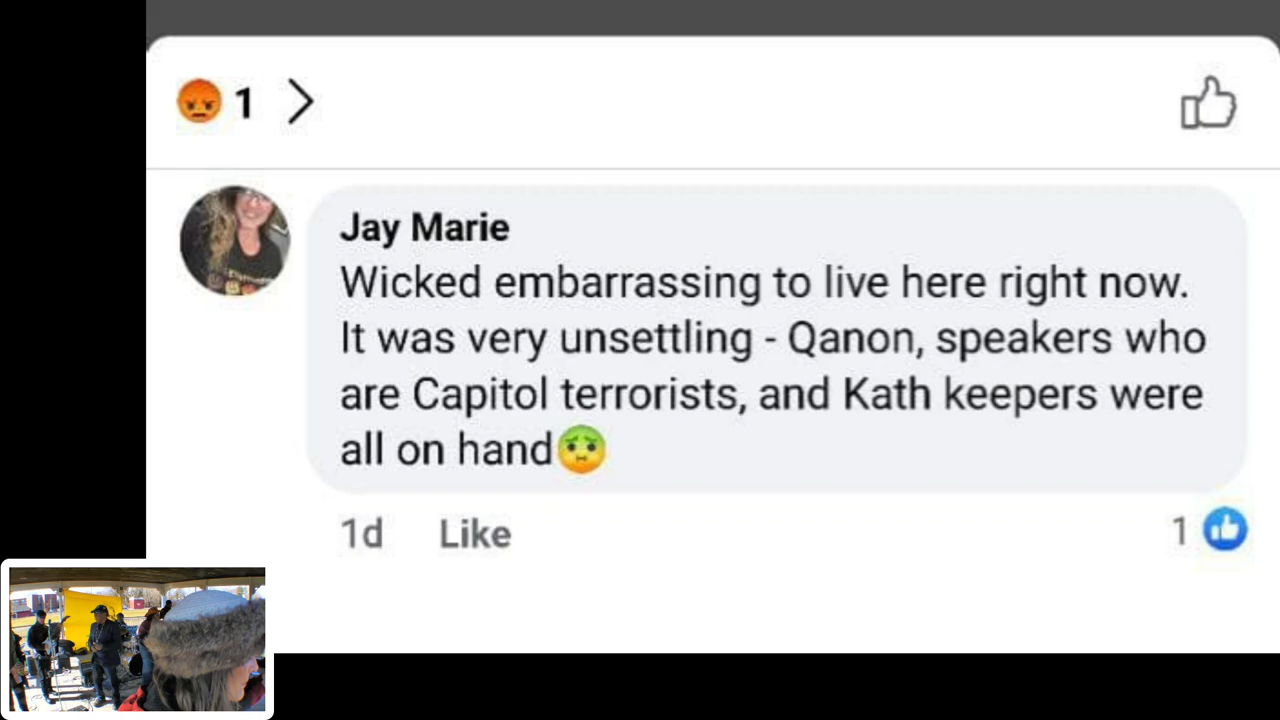 1
Jay Marie
Wicked embarrassing to live here right now.
It was very unsettling - Qanon, speakers who
are Capitol terrorists, and Kath keepers were
all on hand🤢
1d Like 1